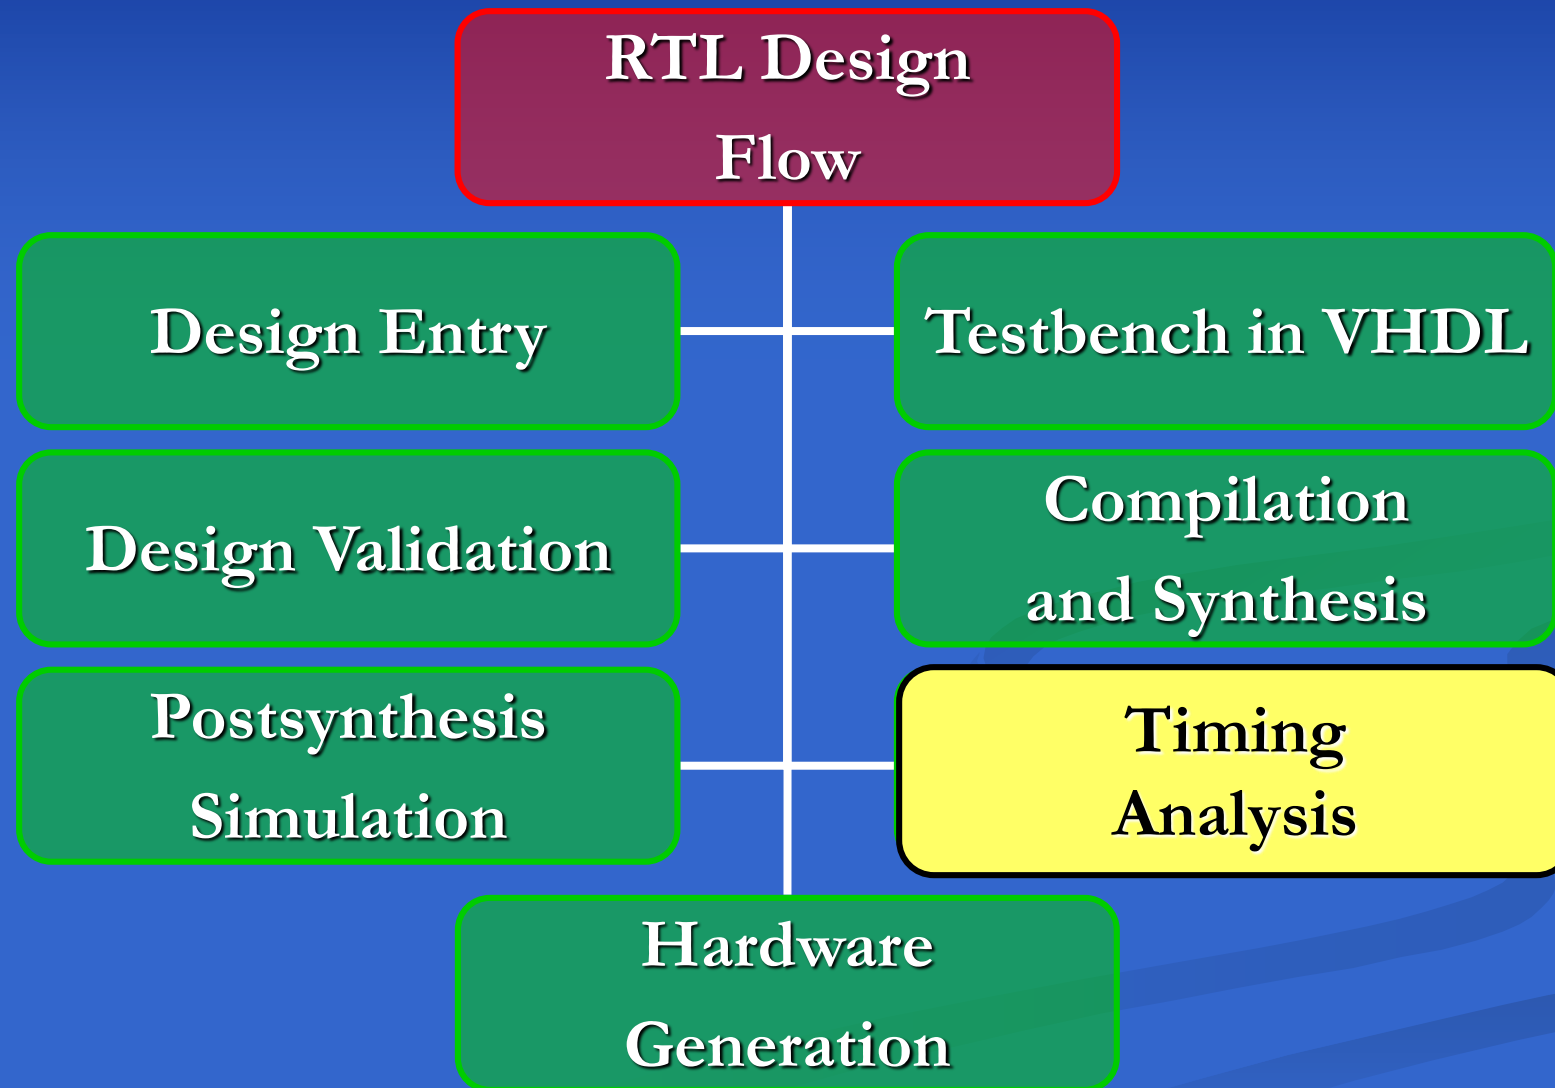 RTL Design
Flow
Design Entry
Testbench in VHDL
Design Validation
Compilation
and Synthesis
Postsynthesis
Simulation
Timing
Analysis
Hardware
Generation